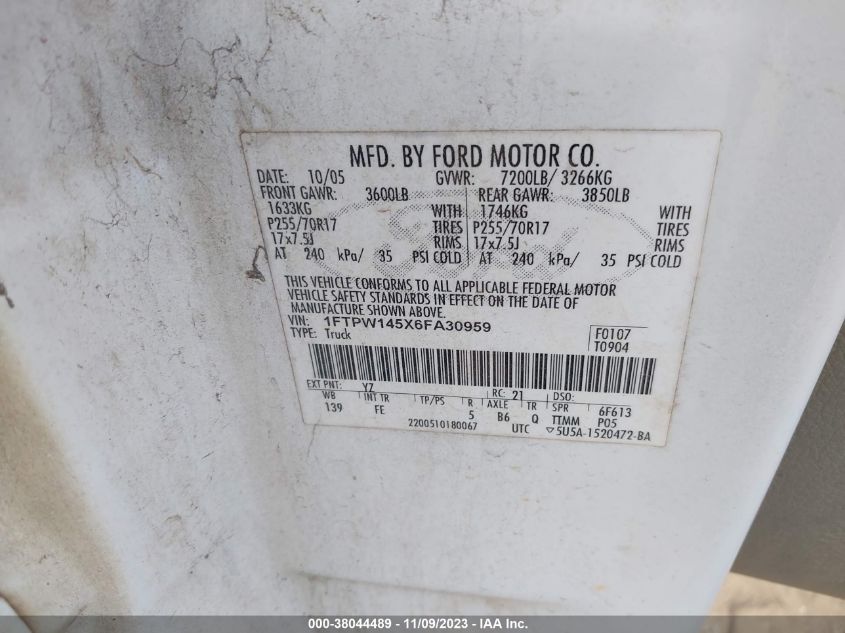 MFD. BY FORD MOTOR CO.
DATE: 10/05 GVWR: 7200LB/ 3266KG
FRONT GAWR: 3600LB REAR GAWR: 3850LB
1633KG WITH 1746KG WITH
P255/70R17 TIRES P255/70R17 TIRES
17x7.5J RIMS 17x7.5J RIMS
AT 240 kPa/ 35 PSI COLD AT 240 kPa/ 35 PSI COLD
Ford
THIS VEHICLE CONFORMS TO ALL APPLICABLE FEDERAL MOTOR
VEHICLE SAFETY STANDARDS IN EFFECT ON THE DATE OF
MANUFACTURE SHOWN ABOVE.
VIN: 1FTPW145X6FA30959 F0107
TYPE: Truck T0904
EXT PNT: YZ RC: 21 DSO:
WB INT TR TP/PS R AXLE TR SPR 6F613
139 FE 5 B6 Q TTMM P05
2200510180067 UTC ▽5U5A-1520472-BA
000-38044489 - 11/09/2023 - IAA Inc.